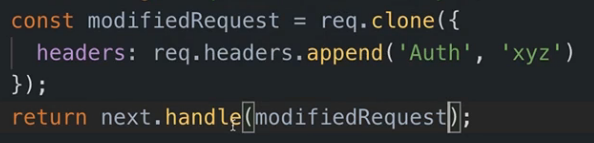 const modifiedRequest = req.clone({
  headers: req.headers.append('Auth', 'xyz')
});
return next.handle(modifiedRequest);